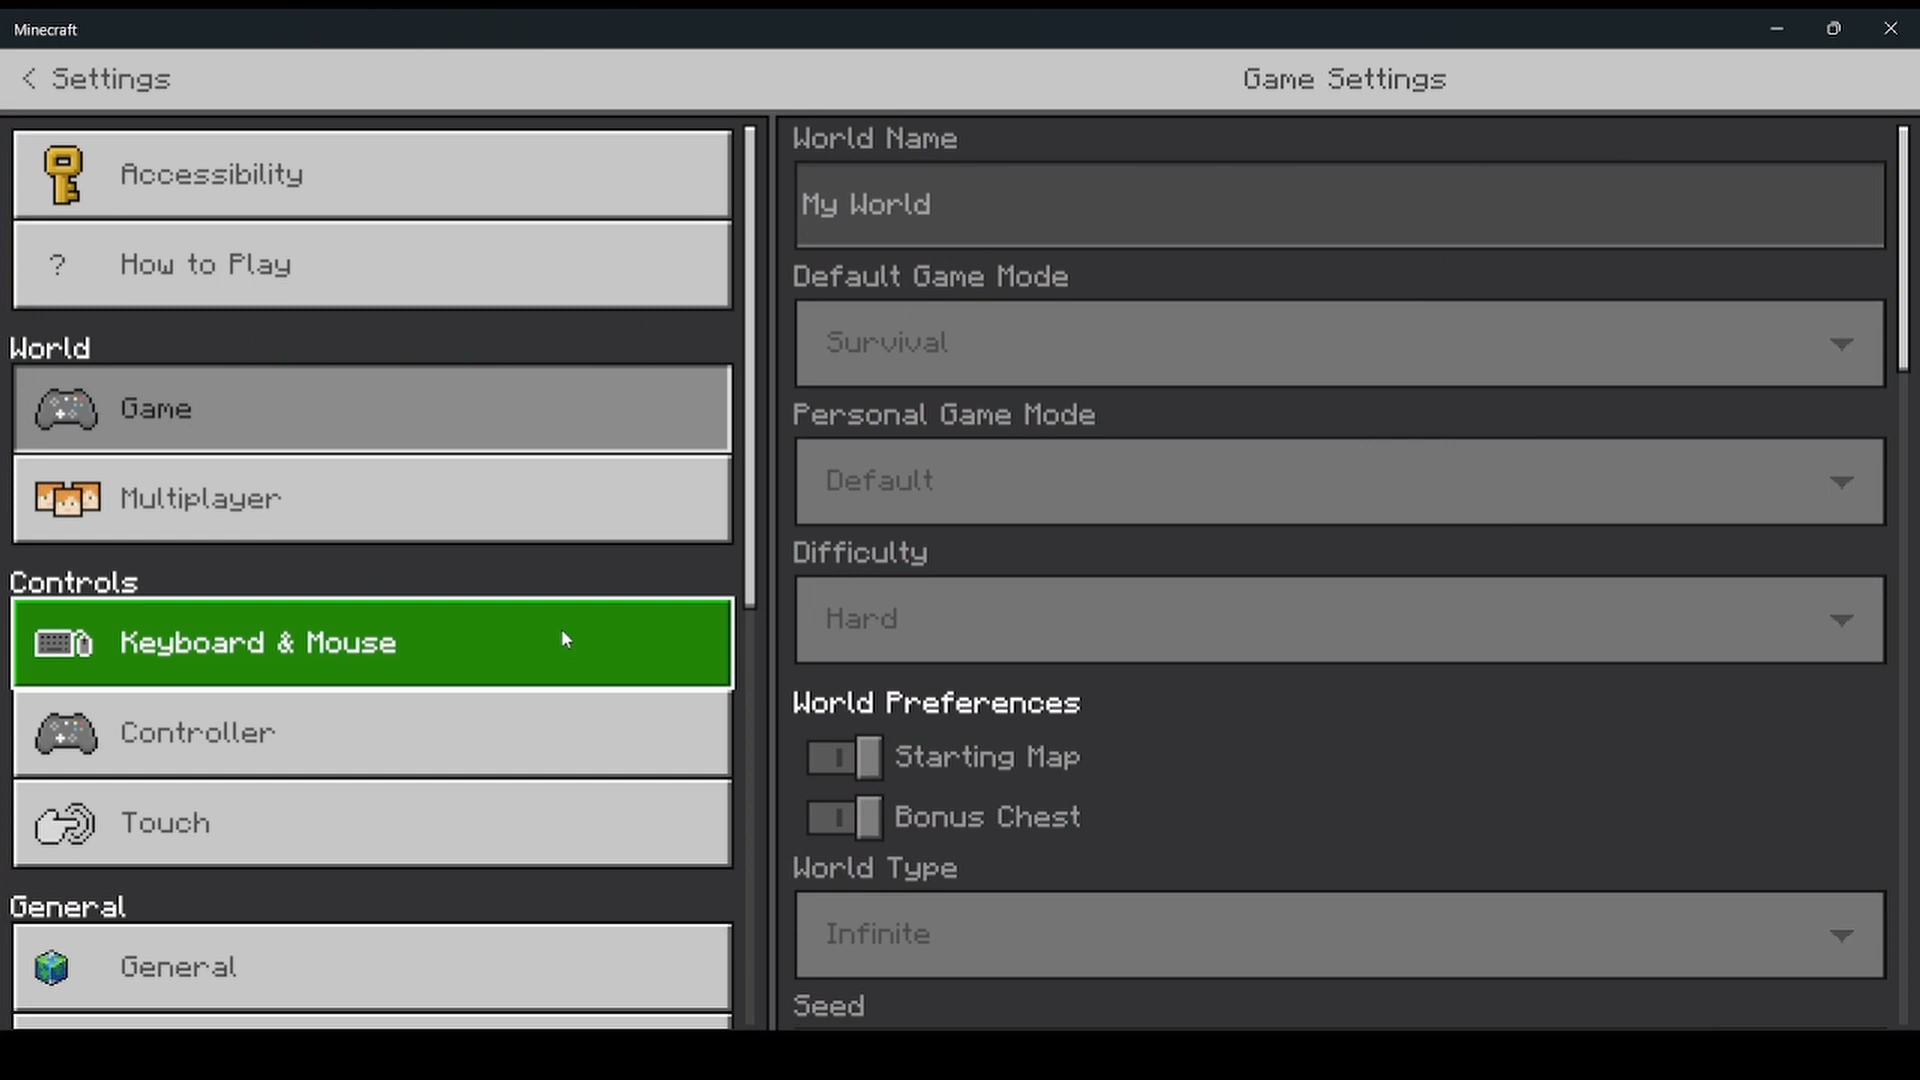 Minecraft
< Settings
Game Settings
Accessibility
? How to Play
World
Game
Multiplayer
Controls
Keyboard & Mouse
Controller
Touch
General
General
World Name
My World
Default Game Mode
Survival
Personal Game Mode
Default
Difficulty
Hard
World Preferences
Starting Map
Bonus Chest
World Type
Infinite
Seed